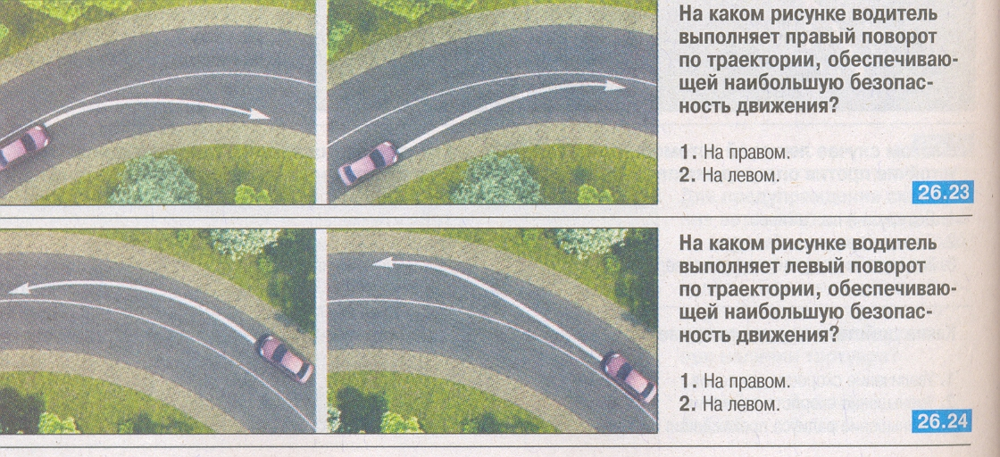 На каком рисунке водитель
выполняет правый поворот
по траектории, обеспечиваю-
щей наибольшую безопас-
ность движения?
1. На правом.
2. На левом.
26.23
На каком рисунке водитель
выполняет левый поворот
по траектории, обеспечиваю-
щей наибольшую безопас-
ность движения?
1. На правом.
2. На левом.
26.24